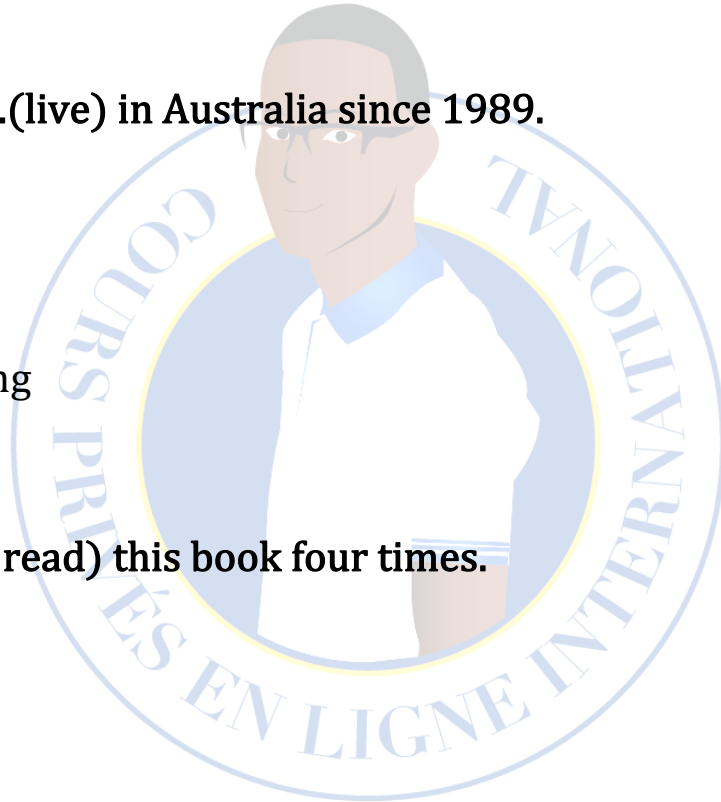 .(live) in Australia since 1989.
ng
read) this book four times.
COURS PRIVÉS EN LIGNE INTERNATIONAL